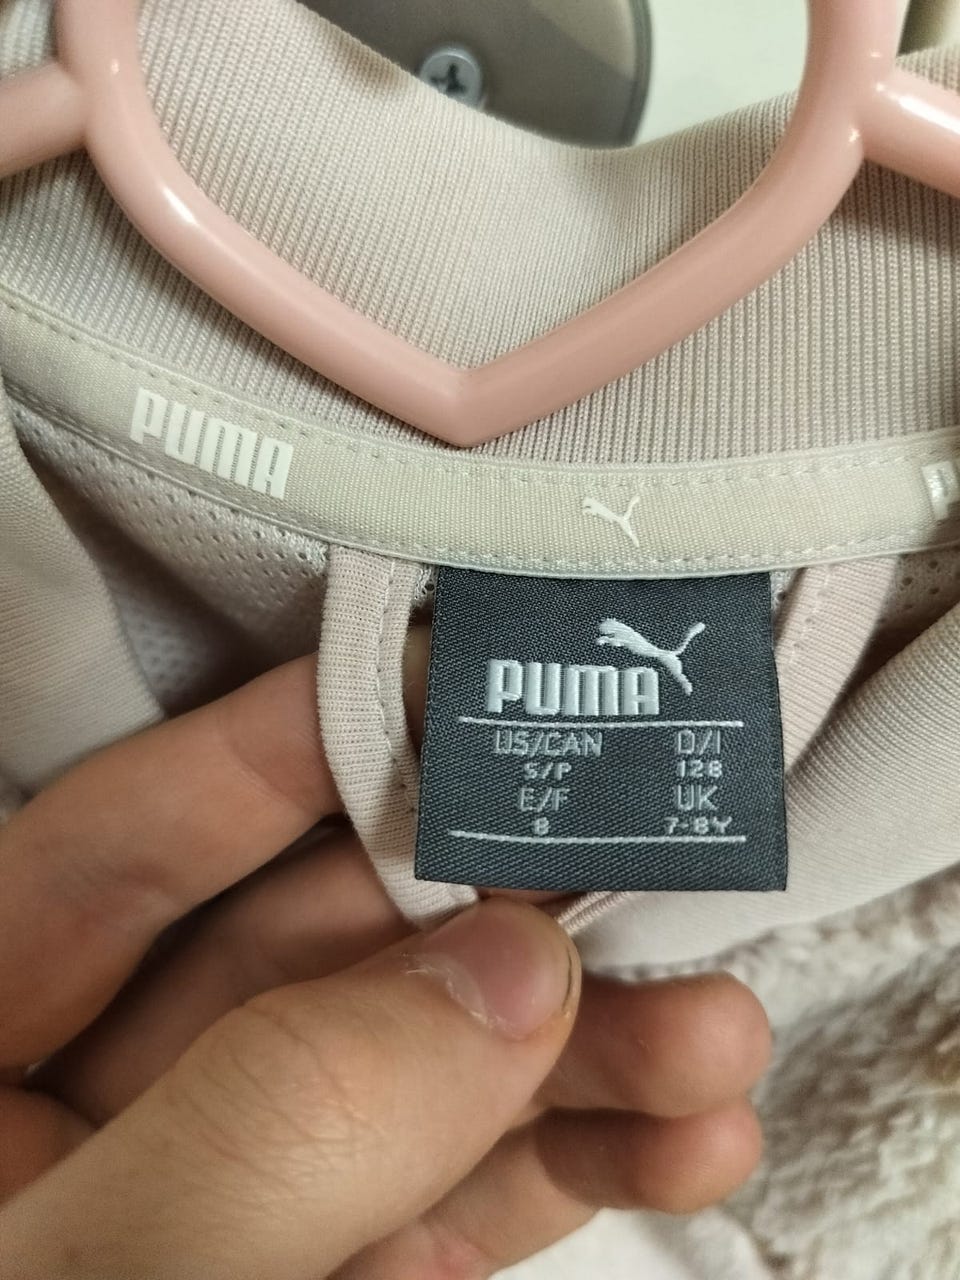 PUMA
P
PUMA
US/CAN D/I
S/P 128
E/F UK
8 7-8Y